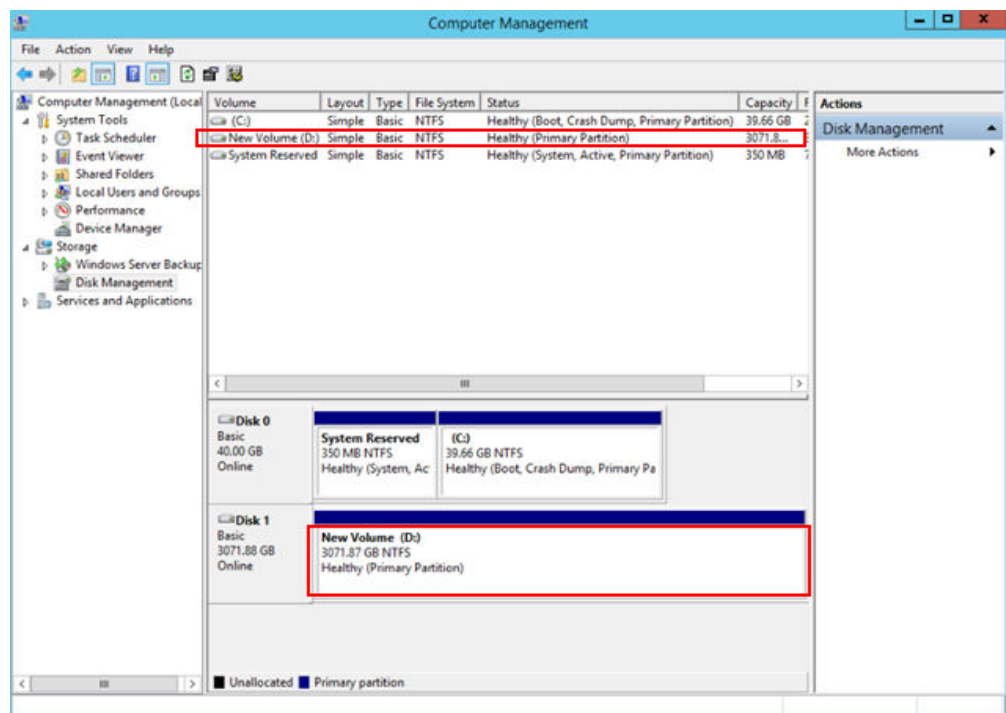 Computer Management
File Action View Help
Computer Management (Local
System Tools
Task Scheduler
Event Viewer
Shared Folders
Local Users and Groups
Performance
Device Manager
Storage
Windows Server Backup
Disk Management
Services and Applications
Volume Layout Type File System Status Capacity F
(C:) Simple Basic NTFS Healthy (Boot, Crash Dump, Primary Partition) 39.66 GB
New Volume (D:) Simple Basic NTFS Healthy (Primary Partition) 3071.8...
System Reserved Simple Basic NTFS Healthy (System, Active, Primary Partition) 350 MB
Actions
Disk Management
More Actions
Disk 0
Basic
40.00 GB
Online
System Reserved
350 MB NTFS
Healthy (System, Ac
(C:)
39.66 GB NTFS
Healthy (Boot, Crash Dump, Primary Pa
Disk 1
Basic
3071.88 GB
Online
New Volume (D:)
3071.87 GB NTFS
Healthy (Primary Partition)
Unallocated Primary partition